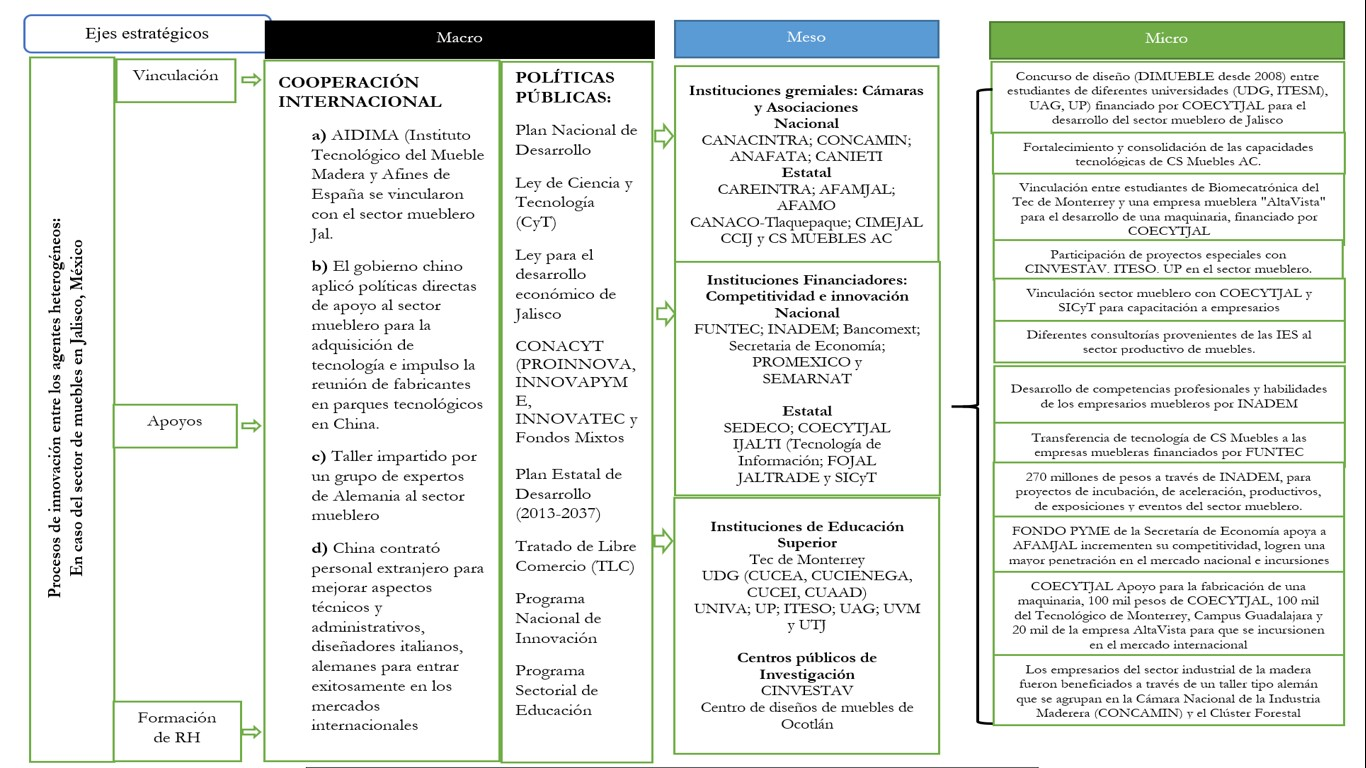 Ejes estratégicos
Macro
Meso
Micro
Procesos de innovación entre los agentes heterogéneos:
En caso del sector de muebles en Jalisco, México
Vinculación
Apoyos
Formación
de RH
COOPERACIÓN
INTERNACIONAL
a) AIDIMA (Instituto
Tecnológico del Mueble
Madera y Afines de
España se vincularon
con el sector mueblero
Jal.
b) El gobierno chino
aplicó políticas directas
de apoyo al sector
mueblero para la
adquisición de
tecnología e impulso la
reunión de fabricantes
en parques tecnológicos
en China.
c) Taller impartido por
un grupo de expertos
de Alemania al sector
mueblero
d) China contrató
personal extranjero para
mejorar aspectos
técnicos y
administrativos,
diseñadores italianos,
alemanes para entrar
exitosamente en los
mercados
internacionales
POLÍTICAS
PÚBLICAS:
Plan Nacional de
Desarrollo
Ley de Ciencia y
Tecnología
(CyT)
Ley para el
desarrollo
económico de
Jalisco
CONACYT
(PROINNOVA,
INNOVAPYM
E,
INNOVATEC y
Fondos Mixtos
Plan Estatal de
Desarrollo
(2013-2037)
Tratado de Libre
Comercio (TLC)
Programa
Nacional de
Innovación
Programa
Sectorial de
Educación
Instituciones gremiales: Cámaras
y Asociaciones
Nacional
CANACINTRA; CONCAMIN;
ANAFATA; CANIETI
Estatal
CAREINTRA; AFAMJAL;
AFAMO
CANACO-Tlaquepaque; CIMEJAL
CCIJ y CS MUEBLES AC
Instituciones Financiadores:
Competitividad e innovación
Nacional
FUNTEC; INADEM; Bancomext;
Secretaria de Economía;
PROMEXICO y
SEMARNAT
Estatal
SEDECO; COECYTJAL
IJALTI (Tecnología de
Información; FOJAL
JALTRADE y SICyT
Instituciones de Educación
Superior
Tec de Monterrey
UDG (CUCEA, CUCIENEGA,
CUCEI, CUAAD)
UNIVA; UP; ITESO; UAG; UVM
y UTJ
Centros públicos de
Investigación
CINVESTAV
Centro de diseños de muebles de
Ocotlán
Concurso de diseño (DIMUEBLE desde 2008) entre
estudiantes de diferentes universidades (UDG, ITESM),
UAG, UP) financiado por COECYTJAL para el
desarrollo del sector mueblero de Jalisco
Fortalecimiento y consolidación de las capacidades
tecnológicas de CS Muebles AC.
Vinculación entre estudiantes de Biomecatrónica del
Tec de Monterrey y una empresa mueblera "AltaVista"
para el desarrollo de una maquinaria, financiado por
COECYTJAL
Participación de proyectos especiales con
CINVESTAV. ITESO. UP en el sector mueblero.
Vinculación sector mueblero con COECYTJAL y
SICyT para capacitación a empresarios
Diferentes consultorías provenientes de las IES al
sector productivo de muebles.
Desarrollo de competencias profesionales y habilidades
de los empresarios muebleros por INADEM
Transferencia de tecnología de CS Muebles a las
empresas muebleras financiados por FUNTEC
270 millones de pesos a través de INADEM, para
proyectos de incubación, de aceleración, productivos,
de exposiciones y eventos del sector mueblero.
FONDO PYME de la Secretaría de Economía apoya a
AFAMJAL incrementen su competitividad, logren una
mayor penetración en el mercado nacional e incursiones
COECYTJAL Apoyo para la fabricación de una
maquinaria, 100 mil pesos de COECYTJAL, 100 mil
del Tecnológico de Monterrey, Campus Guadalajara y
20 mil de la empresa AltaVista para que se incursionen
en el mercado internacional
Los empresarios del sector industrial de la madera
fueron beneficiados a través de un taller tipo alemán
que se agrupan en la Cámara Nacional de la Industria
Maderera (CONCAMIN) y el Clúster Forestal